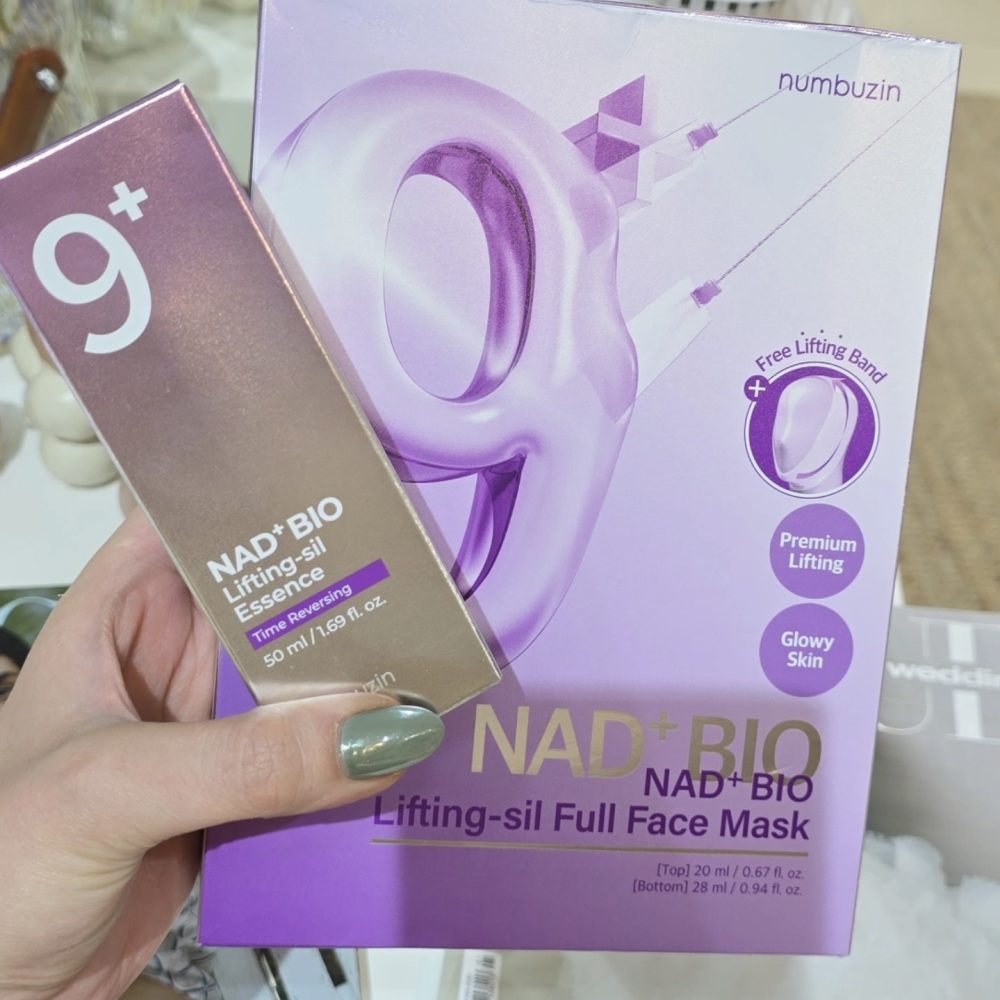 9+
NAD+ BIO
Lifting-sil
Essence
Time Reversing
50 ml / 1.69 fl. oz.
numbuzin
Free Lifting Band
+
Premium
Lifting
Glowy
Skin
NAD+ BIO
NAD+ BIO
Lifting-sil Full Face Mask
[Top] 20 ml / 0.67 fl. oz.
[Bottom] 28 ml / 0.94 fl. oz.